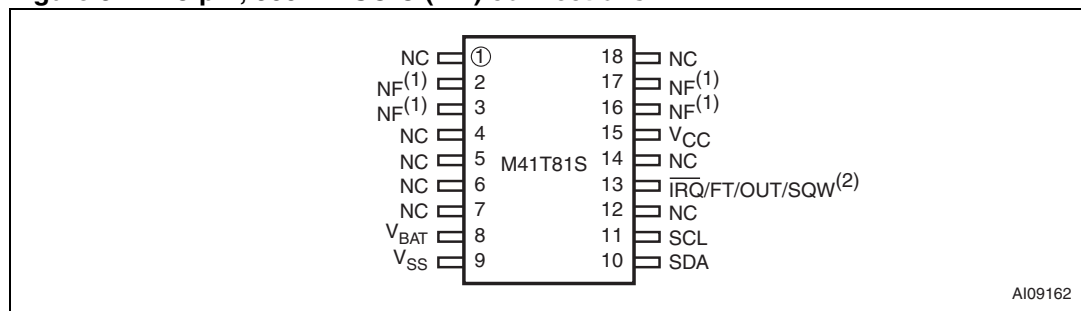 NC 1 18 NC
NF(1) 2 17 NF(1)
NF(1) 3 16 NF(1)
NC 4 15 VCC
NC 5 M41T81S 14 NC
NC 6 13 IRQ/FT/OUT/SQW(2)
NC 7 12 NC
VBAT 8 11 SCL
VSS 9 10 SDA
AI09162